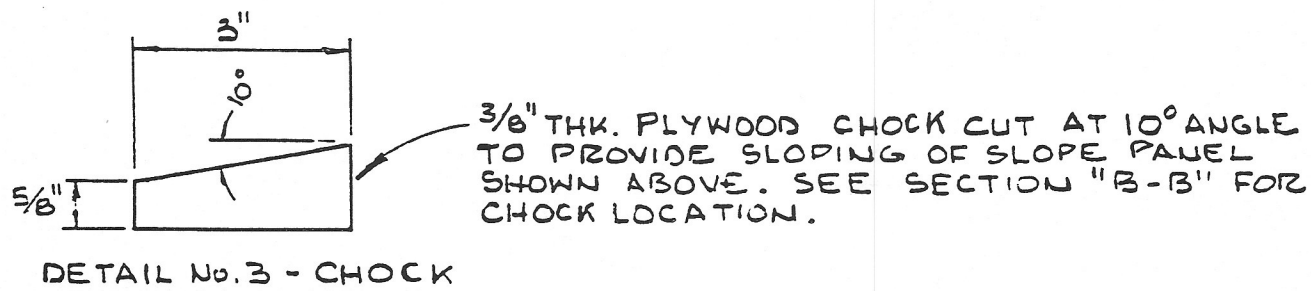 3"
10°
3/8" THK. PLYWOOD CHOCK CUT AT 10° ANGLE
TO PROVIDE SLOPING OF SLOPE PANEL
SHOWN ABOVE. SEE SECTION "B-B" FOR
CHOCK LOCATION.
5/8"
DETAIL No. 3 - CHOCK